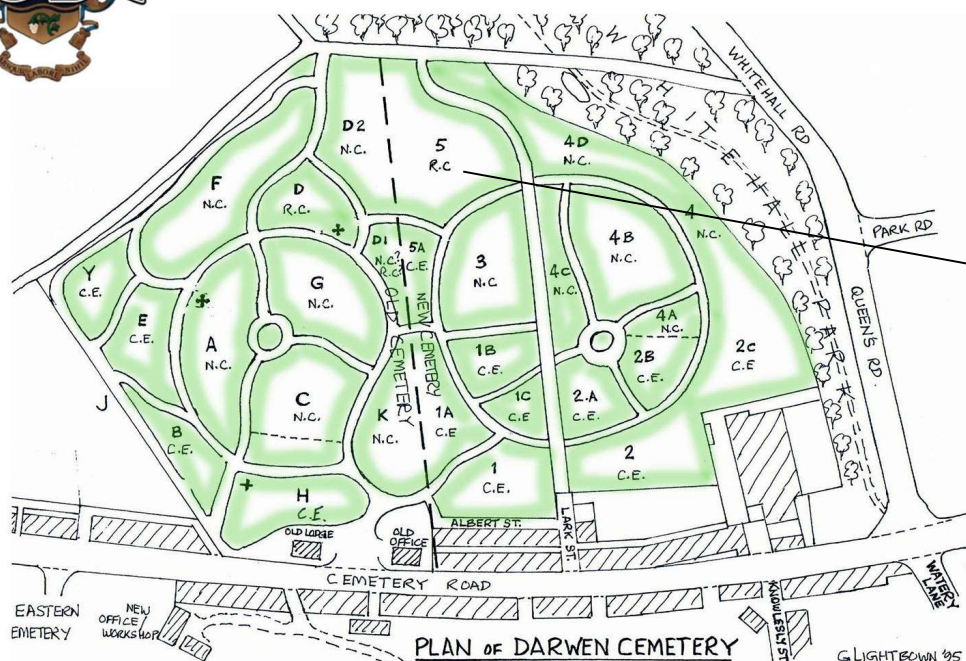 WHITEHALL RD
WHITEHALL PARK
PARK RD
QUEEN'S RD.
D2
N.C.
5
R.C
4D
N.C.
F
N.C.
D
R.C.
4
N.C.
D1
N.C.?
R.C.?
5A
C.E.
3
N.C
4B
N.C.
4C
N.C.
Y
C.E.
G
N.C.
OLD CEMETERY
NEW CEMETERY
E
C.E.
A
N.C.
1B
C.E.
4A
N.C.
2B
C.E.
2C
C.E
J
C
N.C.
K
N.C.
1A
C.E
1C
C.E
2.A
C.E.
B
C.E.
1
C.E.
2
C.E.
H
C.E.
OLD LODGE
OLD
OFFICE
ALBERT ST.
LARK ST.
CEMETERY ROAD
EASTERN
EMETERY
NEW
OFFICE/
WORKSHOP
KNOWLESLY ST
WATERY
LANE
PLAN OF DARWEN CEMETERY
G LIGHTBOWN '95